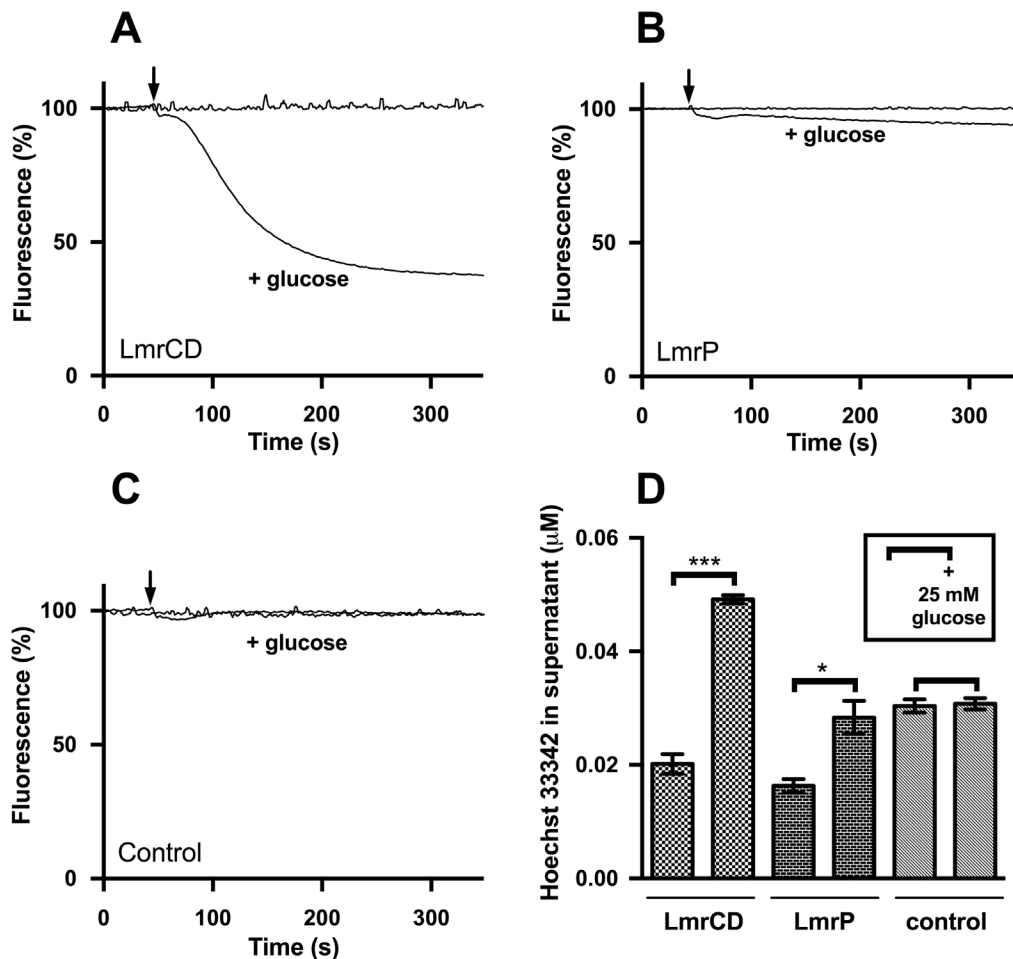 A
Fluorescence (%)
100
50
0
+ glucose
LmrCD
0 100 200 300
Time (s)
B
Fluorescence (%)
100
50
0
+ glucose
LmrP
0 100 200 300
Time (s)
C
Fluorescence (%)
100
50
0
+ glucose
Control
0 100 200 300
Time (s)
D
Hoechst 33342 in supernatant (μM)
0.06
0.04
0.02
0.00
***
*
+
25 mM
glucose
LmrCD LmrP control